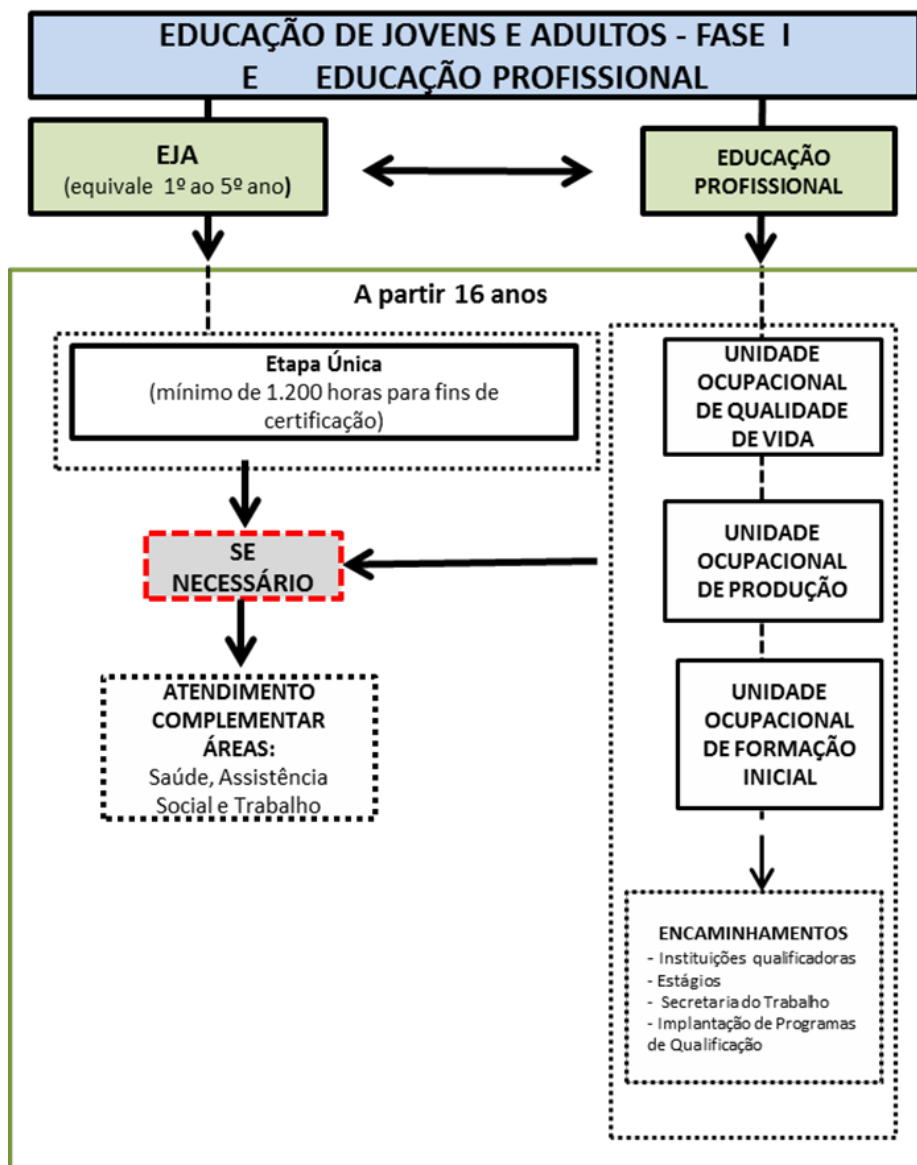 EDUCAÇÃO DE JOVENS E ADULTOS - FASE I
E EDUCAÇÃO PROFISSIONAL
EJA
(equivale 1º ao 5º ano)
EDUCAÇÃO
PROFISSIONAL
A partir 16 anos
Etapa Única
(mínimo de 1.200 horas para fins de
certificação)
SE
NECESSÁRIO
ATENDIMENTO
COMPLEMENTAR
ÁREAS:
Saúde, Assistência
Social e Trabalho
UNIDADE
OCUPACIONAL
DE QUALIDADE
DE VIDA
UNIDADE
OCUPACIONAL
DE PRODUÇÃO
UNIDADE
OCUPACIONAL
DE FORMAÇÃO
INICIAL
ENCAMINHAMENTOS
- Instituições qualificadoras
- Estágios
- Secretaria do Trabalho
- Implantação de Programas
de Qualificação